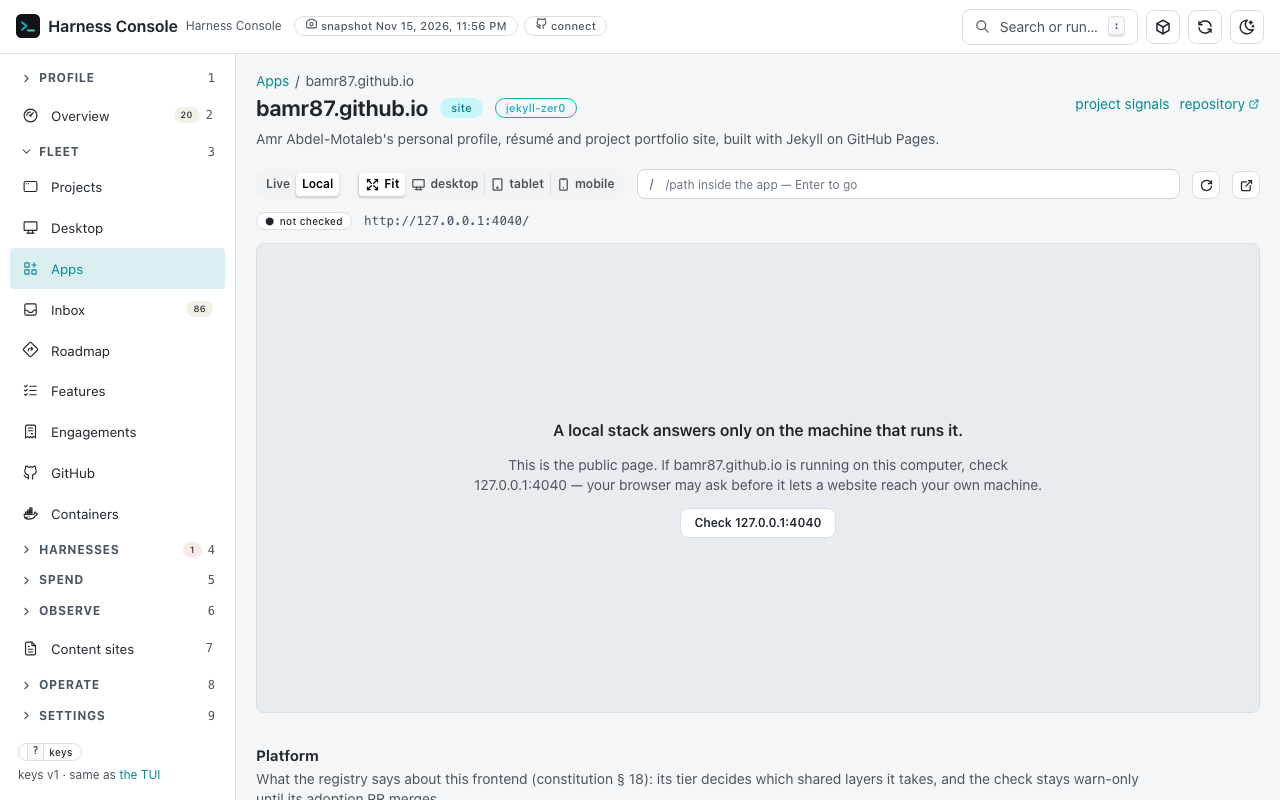 Harness Console Harness Console snapshot Nov 15, 2026, 11:56 PM connect Search or run... :
PROFILE 1
Overview 20 2
FLEET 3
Projects
Desktop
Apps
Inbox 86
Roadmap
Features
Engagements
GitHub
Containers
HARNESSES 1 4
SPEND 5
OBSERVE 6
Content sites 7
OPERATE 8
SETTINGS 9
? keys
keys v1 · same as the TUI
Apps / bamr87.github.io
bamr87.github.io site jekyll-zer0 project signals repository
Amr Abdel-Motaleb's personal profile, résumé and project portfolio site, built with Jekyll on GitHub Pages.
Live Local Fit desktop tablet mobile / /path inside the app — Enter to go
not checked http://127.0.0.1:4040/
A local stack answers only on the machine that runs it.
This is the public page. If bamr87.github.io is running on this computer, check
127.0.0.1:4040 — your browser may ask before it lets a website reach your own machine.
Check 127.0.0.1:4040
Platform
What the registry says about this frontend (constitution § 18): its tier decides which shared layers it takes, and the check stays warn-only
until its adoption PR merges.